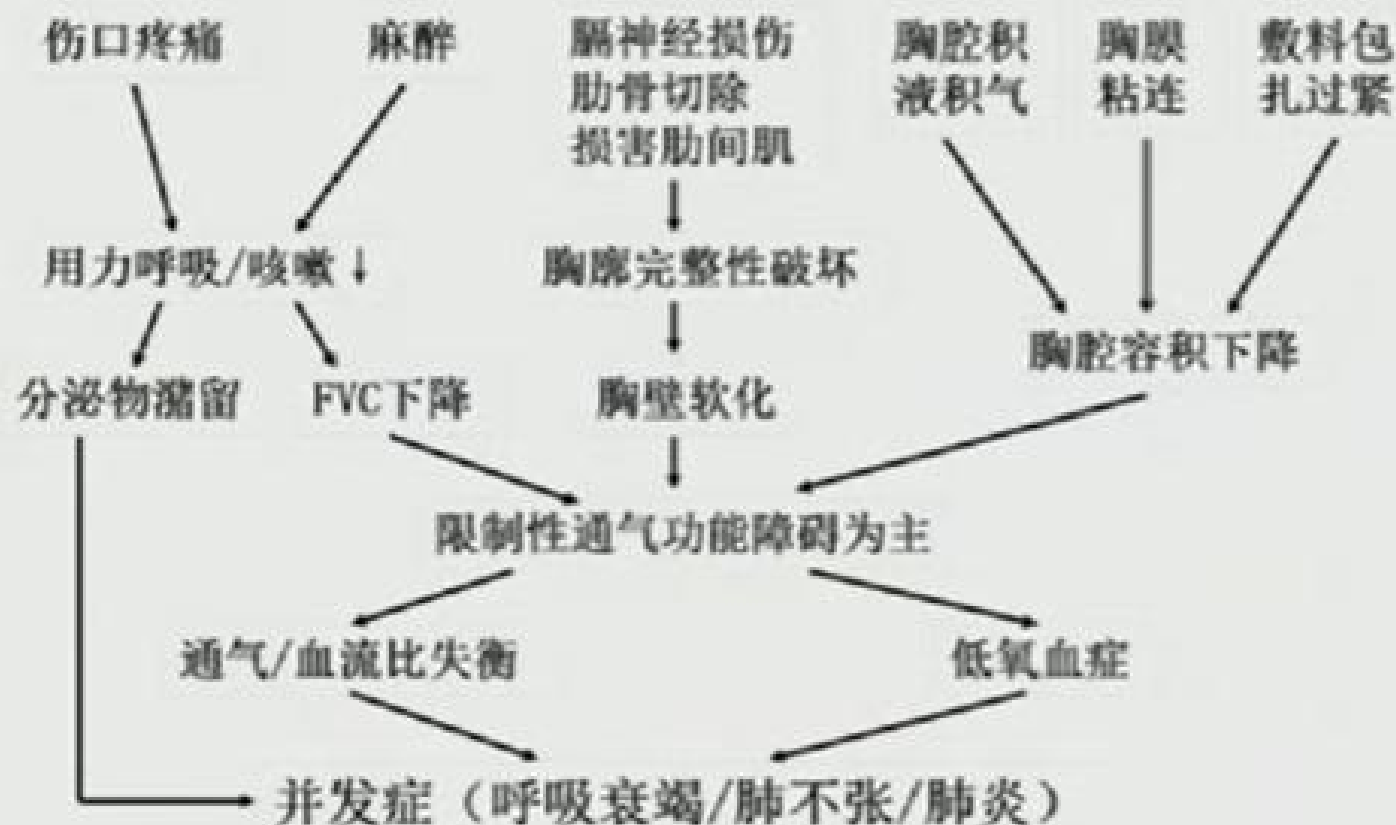 伤口疼痛
麻醉
膈神经损伤
肋骨切除
损害肋间肌
胸腔积
液积气
胸膜
粘连
敷料包
扎过紧
用力呼吸/咳嗽↓
胸廓完整性破坏
胸腔容积下降
分泌物潴留
FVC下降
胸壁软化
限制性通气功能障碍为主
通气/血流比失衡
低氧血症
并发症（呼吸衰竭/肺不张/肺炎）